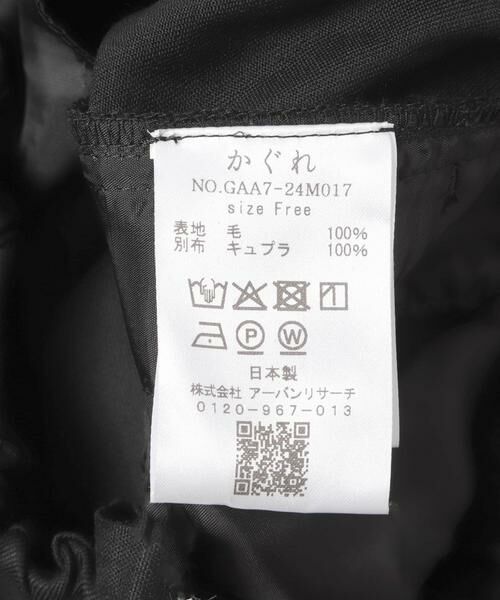 かぐれ
NO.GAA7-24M017
size Free
表地 毛 100%
別布 キュプラ 100%
P W
日本製
株式会社 アーバンリサーチ
0120-967-013